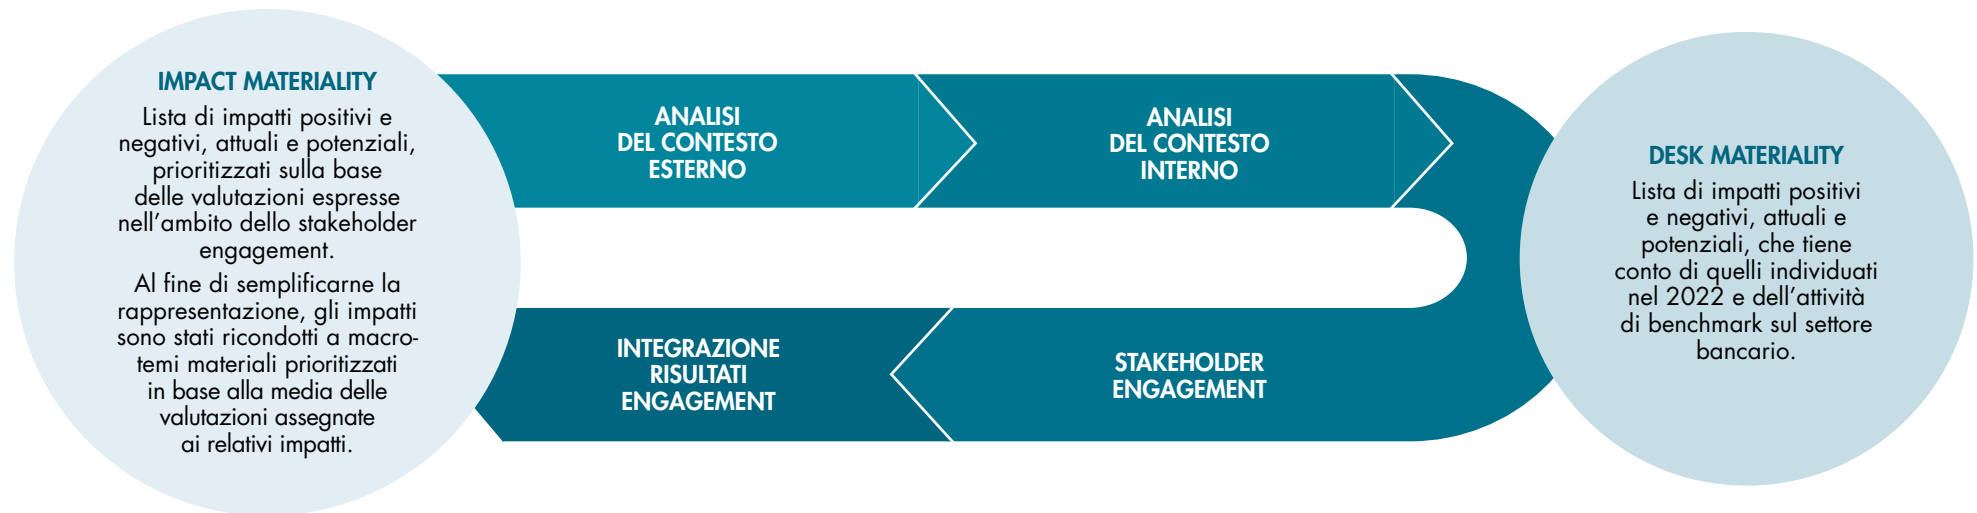 IMPACT MATERIALITY
Lista di impatti positivi e
negativi, attuali e potenziali,
prioritizzati sulla base
delle valutazioni espresse
nell’ambito dello stakeholder
engagement.
Al fine di semplificarne la
rappresentazione, gli impatti
sono stati ricondotti a macro-
temi materiali prioritizzati
in base alla media delle
valutazioni assegnate
ai relativi impatti.
ANALISI
DEL CONTESTO
ESTERNO
ANALISI
DEL CONTESTO
INTERNO
DESK MATERIALITY
Lista di impatti positivi
e negativi, attuali e
potenziali, che tiene
conto di quelli individuati
nel 2022 e dell’attività
di benchmark sul settore
bancario.
STAKEHOLDER
ENGAGEMENT
INTEGRAZIONE
RISULTATI
ENGAGEMENT